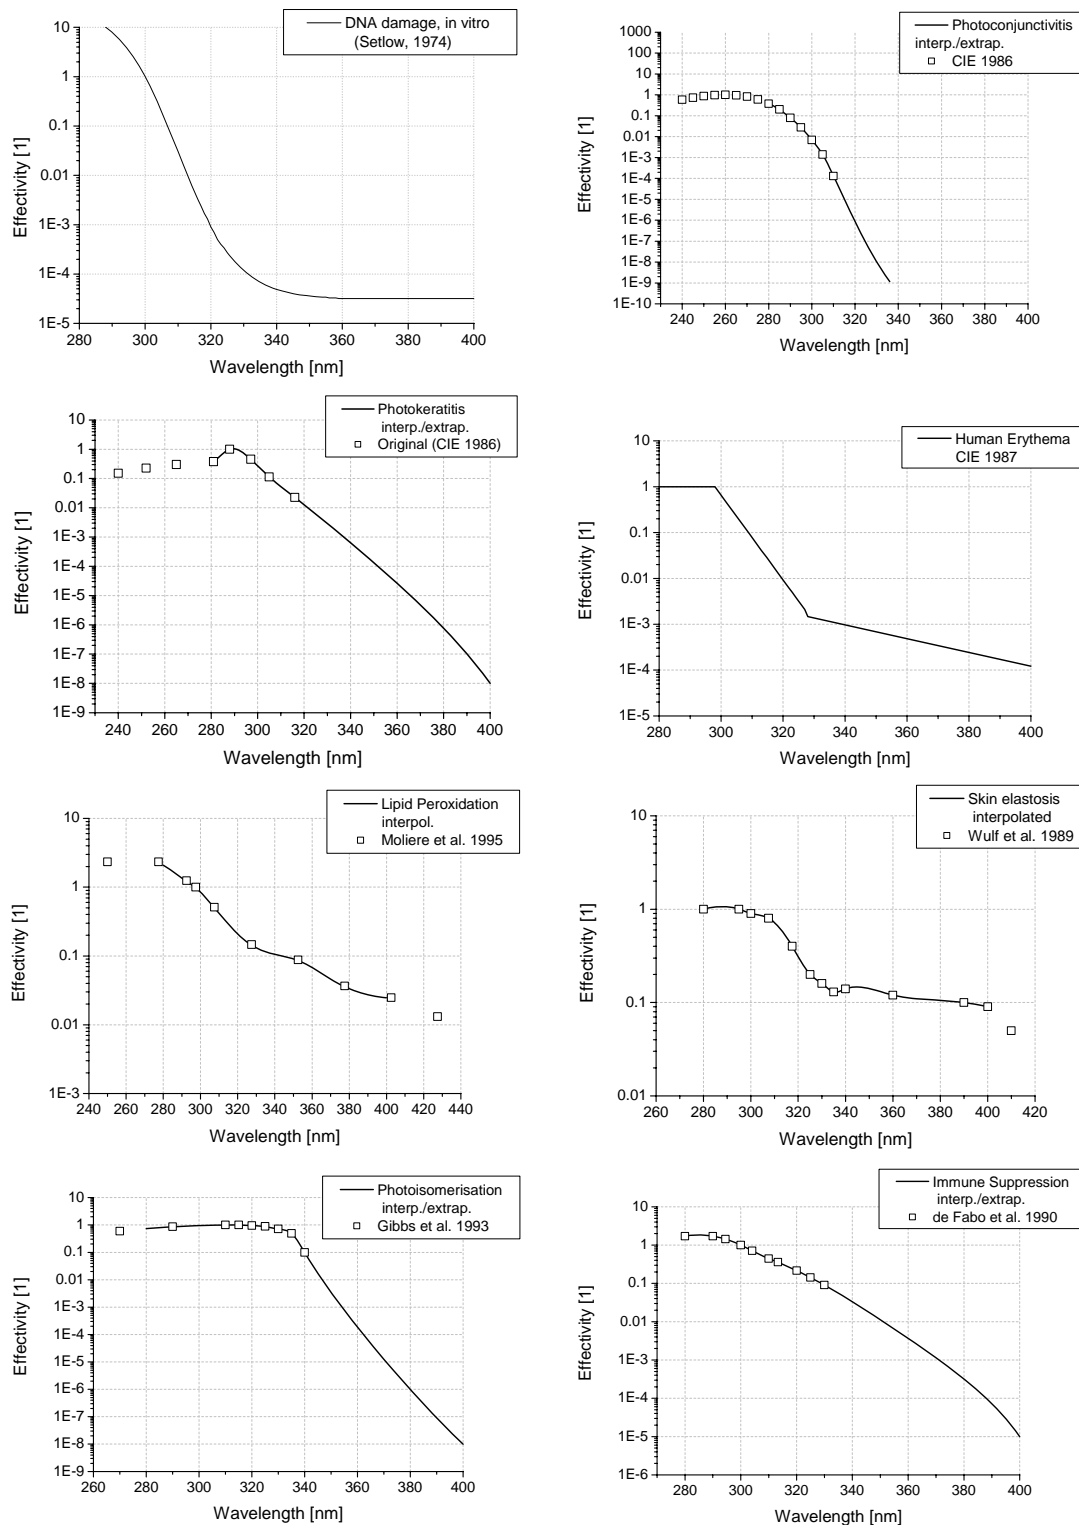 DNA damage, in vitro
(Setlow, 1974)
10
1
0.1
0.01
1E-3
1E-4
1E-5
280
300
320
340
360
380
400
Effectivity [1]
Wavelength [nm]
Photoconjunctivitis
interp./extrap.
CIE 1986
1000
100
10
1
0.1
0.01
1E-3
1E-4
1E-5
1E-6
1E-7
1E-8
1E-9
1E-10
240
260
280
300
320
340
360
380
400
Effectivity [1]
Wavelength [nm]
Photokeratitis
interp./extrap.
Original (CIE 1986)
10
1
0.1
0.01
1E-3
1E-4
1E-5
1E-6
1E-7
1E-8
1E-9
240
260
280
300
320
340
360
380
400
Effectivity [1]
Wavelength [nm]
Human Erythema
CIE 1987
10
1
0.1
0.01
1E-3
1E-4
1E-5
280
300
320
340
360
380
400
Effectivity [1]
Wavelength [nm]
Lipid Peroxidation
interpol.
Moliere et al. 1995
10
1
0.1
0.01
1E-3
240
260
280
300
320
340
360
380
400
420
440
Effectivity [1]
Wavelength [nm]
Skin elastosis
interpolated
Wulf et al. 1989
10
1
0.1
0.01
260
280
300
320
340
360
380
400
420
Effectivity [1]
Wavelength [nm]
Photoisomerisation
interp./extrap.
Gibbs et al. 1993
10
1
0.1
0.01
1E-3
1E-4
1E-5
1E-6
1E-7
1E-8
1E-9
260
280
300
320
340
360
380
400
Effectivity [1]
Wavelength [nm]
Immune Suppression
interp./extrap.
de Fabo et al. 1990
10
1
0.1
0.01
1E-3
1E-4
1E-5
1E-6
280
300
320
340
360
380
400
Effectivity [1]
Wavelength [nm]